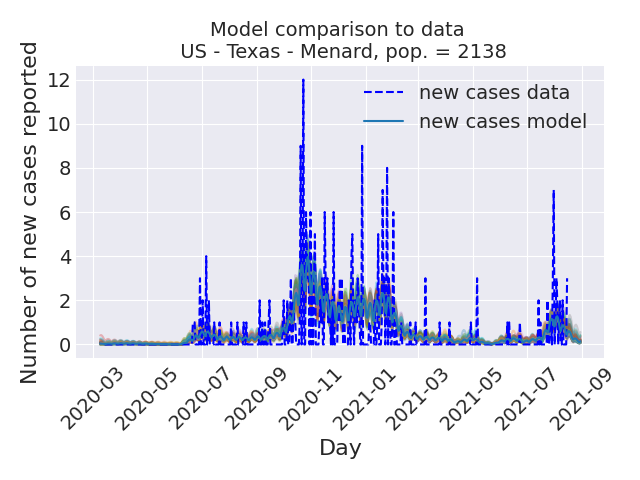 Model comparison to data
US - Texas - Menard, pop. = 2138
Number of new cases reported
12
10
8
6
4
2
0
new cases data
new cases model
2020-03
2020-05
2020-07
2020-09
2020-11
2021-01
2021-03
2021-05
2021-07
2021-09
Day